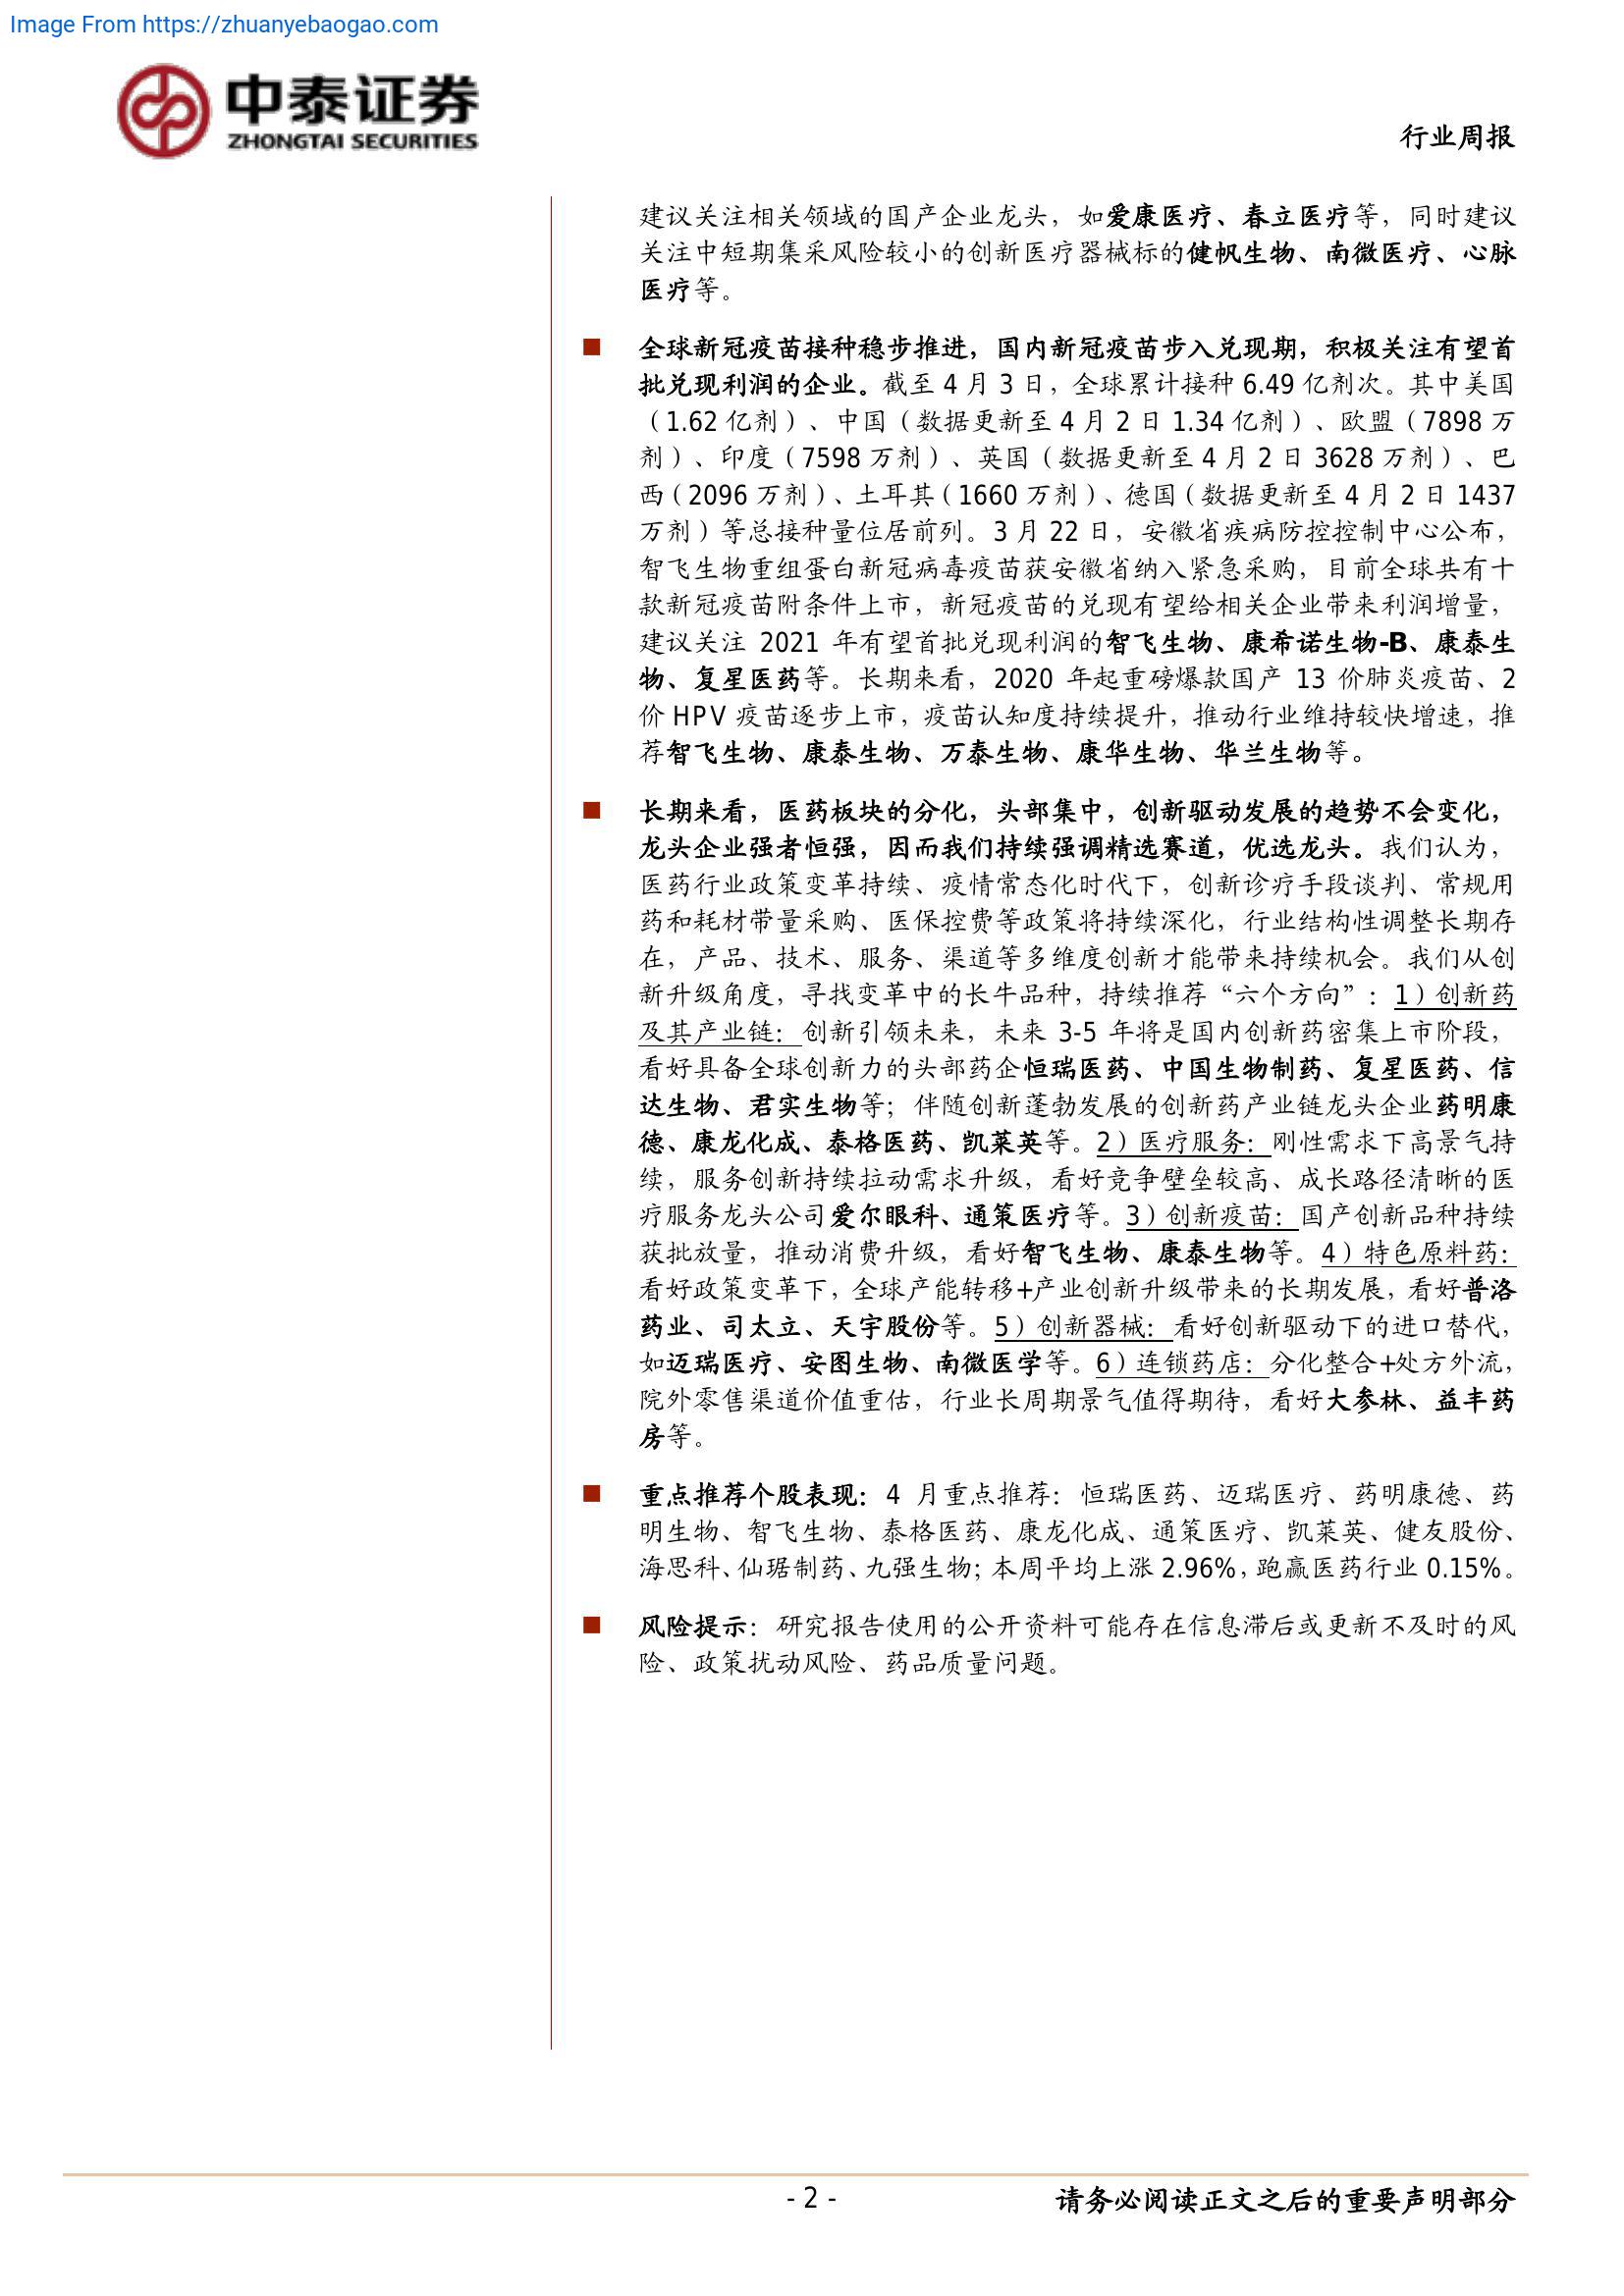 Image From https://zhuanyebaogao.com
中泰证券
ZHONGTAI SECURITIES
行业周报
建议关注相关领域的国产企业龙头，如爱康医疗、春立医疗等，同时建议
关注中短期集采风险较小的创新医疗器械标的健帆生物、南微医疗、心脉
医疗等。
■ 全球新冠疫苗接种稳步推进，国内新冠疫苗步入兑现期，积极关注有望首
批兑现利润的企业。截至 4 月 3 日，全球累计接种 6.49 亿剂次。其中美国
（1.62 亿剂）、中国（数据更新至 4 月 2 日 1.34 亿剂）、欧盟（7898 万
剂）、印度（7598 万剂）、英国（数据更新至 4 月 2 日 3628 万剂）、巴
西（2096 万剂）、土耳其（1660 万剂）、德国（数据更新至 4 月 2 日 1437
万剂）等总接种量位居前列。3 月 22 日，安徽省疾病防控控制中心公布，
智飞生物重组蛋白新冠病毒疫苗获安徽省纳入紧急采购，目前全球共有十
款新冠疫苗附条件上市，新冠疫苗的兑现有望给相关企业带来利润增量，
建议关注 2021 年有望首批兑现利润的智飞生物、康希诺生物-B、康泰生
物、复星医药等。长期来看，2020 年起重磅爆款国产 13 价肺炎疫苗、2
价 HPV 疫苗逐步上市，疫苗认知度持续提升，推动行业维持较快增速，推
荐智飞生物、康泰生物、万泰生物、康华生物、华兰生物等。
■ 长期来看，医药板块的分化，头部集中，创新驱动发展的趋势不会变化，
龙头企业强者恒强，因而我们持续强调精选赛道，优选龙头。我们认为，
医药行业政策变革持续、疫情常态化时代下，创新诊疗手段谈判、常规用
药和耗材带量采购、医保控费等政策将持续深化，行业结构性调整长期存
在，产品、技术、服务、渠道等多维度创新才能带来持续机会。我们从创
新升级角度，寻找变革中的长牛品种，持续推荐“六个方向”：1）创新药
及其产业链：创新引领未来，未来 3-5 年将是国内创新药密集上市阶段，
看好具备全球创新力的头部药企恒瑞医药、中国生物制药、复星医药、信
达生物、君实生物等；伴随创新蓬勃发展的创新药产业链龙头企业药明康
德、康龙化成、泰格医药、凯莱英等。2）医疗服务：刚性需求下高景气持
续，服务创新持续拉动需求升级，看好竞争壁垒较高、成长路径清晰的医
疗服务龙头公司爱尔眼科、通策医疗等。3）创新疫苗：国产创新品种持续
获批放量，推动消费升级，看好智飞生物、康泰生物等。4）特色原料药：
看好政策变革下，全球产能转移+产业创新升级带来的长期发展，看好普洛
药业、司太立、天宇股份等。5）创新器械：看好创新驱动下的进口替代，
如迈瑞医疗、安图生物、南微医学等。6）连锁药店：分化整合+处方外流，
院外零售渠道价值重估，行业长周期景气值得期待，看好大参林、益丰药
房等。
■ 重点推荐个股表现：4 月重点推荐：恒瑞医药、迈瑞医疗、药明康德、药
明生物、智飞生物、泰格医药、康龙化成、通策医疗、凯莱英、健友股份、
海思科、仙琚制药、九强生物；本周平均上涨 2.96%，跑赢医药行业 0.15%。
■ 风险提示：研究报告使用的公开资料可能存在信息滞后或更新不及时的风
险、政策扰动风险、药品质量问题。
- 2 -
请务必阅读正文之后的重要声明部分